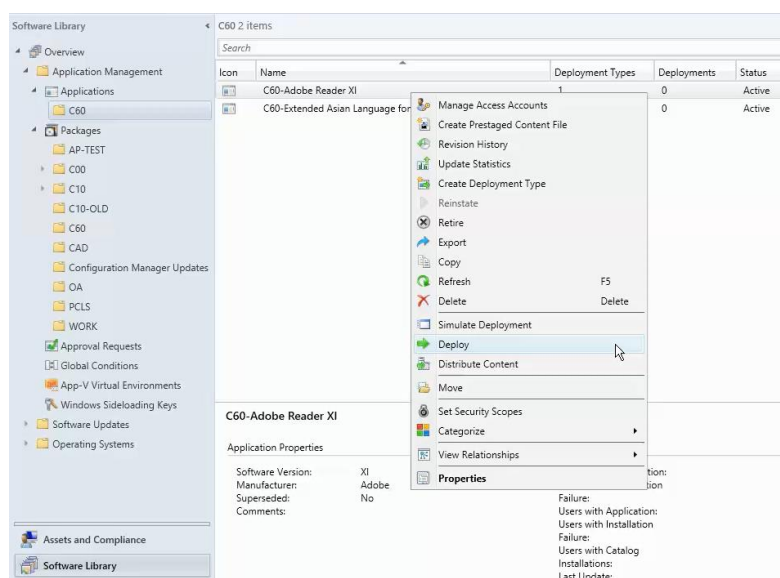 Software Library
C60 2 items
Search
Overview
Application Management
Applications
C60
Packages
AP-TEST
C00
C10
C10-OLD
C60
CAD
Configuration Manager Updates
OA
PCLS
WORK
Approval Requests
Global Conditions
App-V Virtual Environments
Windows Sideloading Keys
Software Updates
Operating Systems
Assets and Compliance
Software Library
Icon Name Deployment Types Deployments Status
C60-Adobe Reader XI 1 0 Active
C60-Extended Asian Language for 0 Active
Manage Access Accounts
Create Prestaged Content File
Revision History
Update Statistics
Create Deployment Type
Reinstate
Retire
Export
Copy
Refresh F5
Delete Delete
Simulate Deployment
Deploy
Distribute Content
Move
Set Security Scopes
Categorize
View Relationships
Properties
C60-Adobe Reader XI
Application Properties
Software Version: XI
Manufacturer: Adobe
Superseded: No
Comments:
tion:
tion
Failure:
Users with Application:
Users with Installation
Failure:
Users with Catalog
Installations:
Last Update: